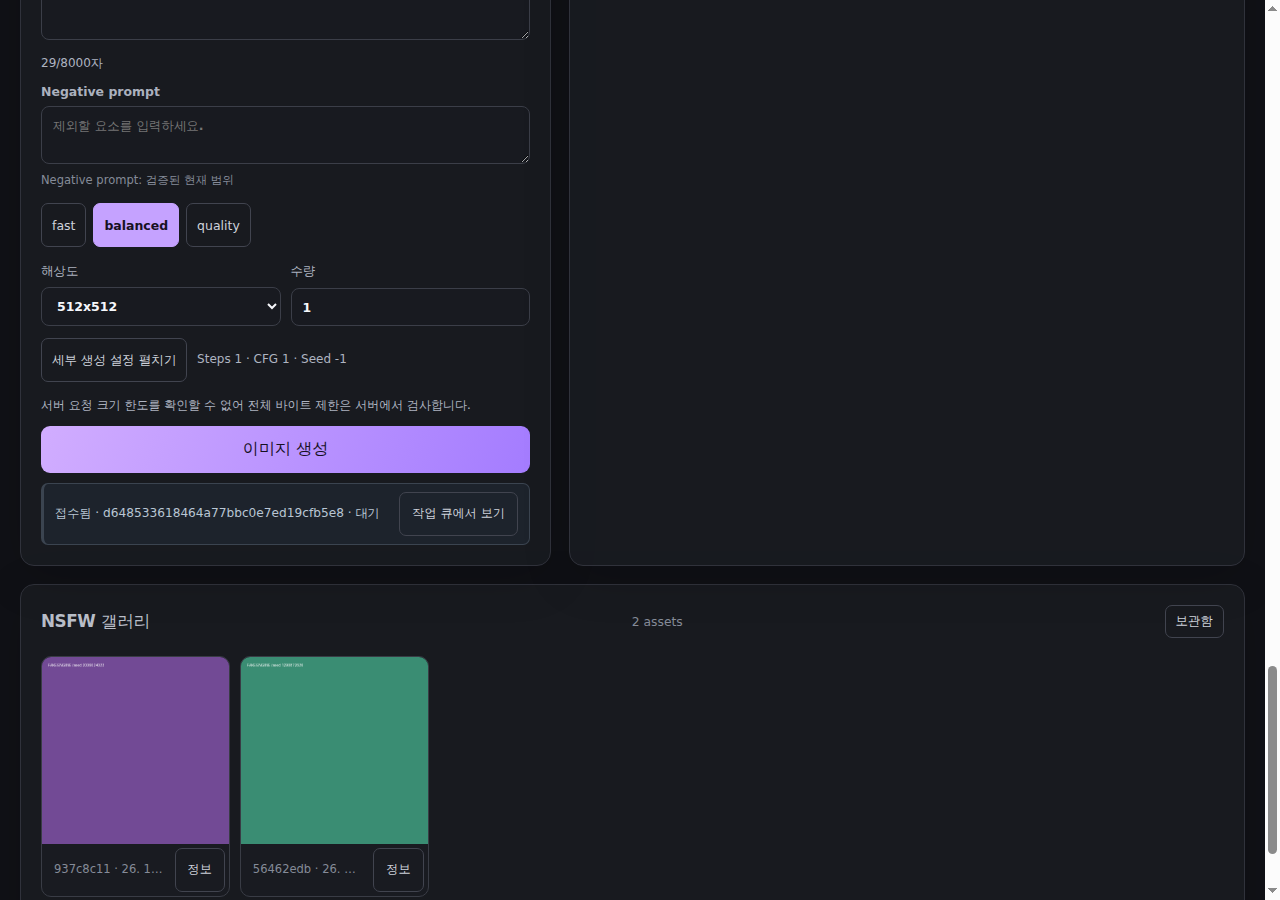 29/8000자
Negative prompt
제외할 요소를 입력하세요.
Negative prompt: 검증된 현재 범위
fast
balanced
quality
해상도
수량
512x512
1
세부 생성 설정 펼치기
Steps 1 · CFG 1 · Seed -1
서버 요청 크기 한도를 확인할 수 없어 전체 바이트 제한은 서버에서 검사합니다.
이미지 생성
접수됨 · d648533618464a77bbc0e7ed19cfb5e8 · 대기
작업 큐에서 보기
NSFW 갤러리
2 assets
보관함
937c8c11 · 26. 1…
정보
56462edb · 26. …
정보